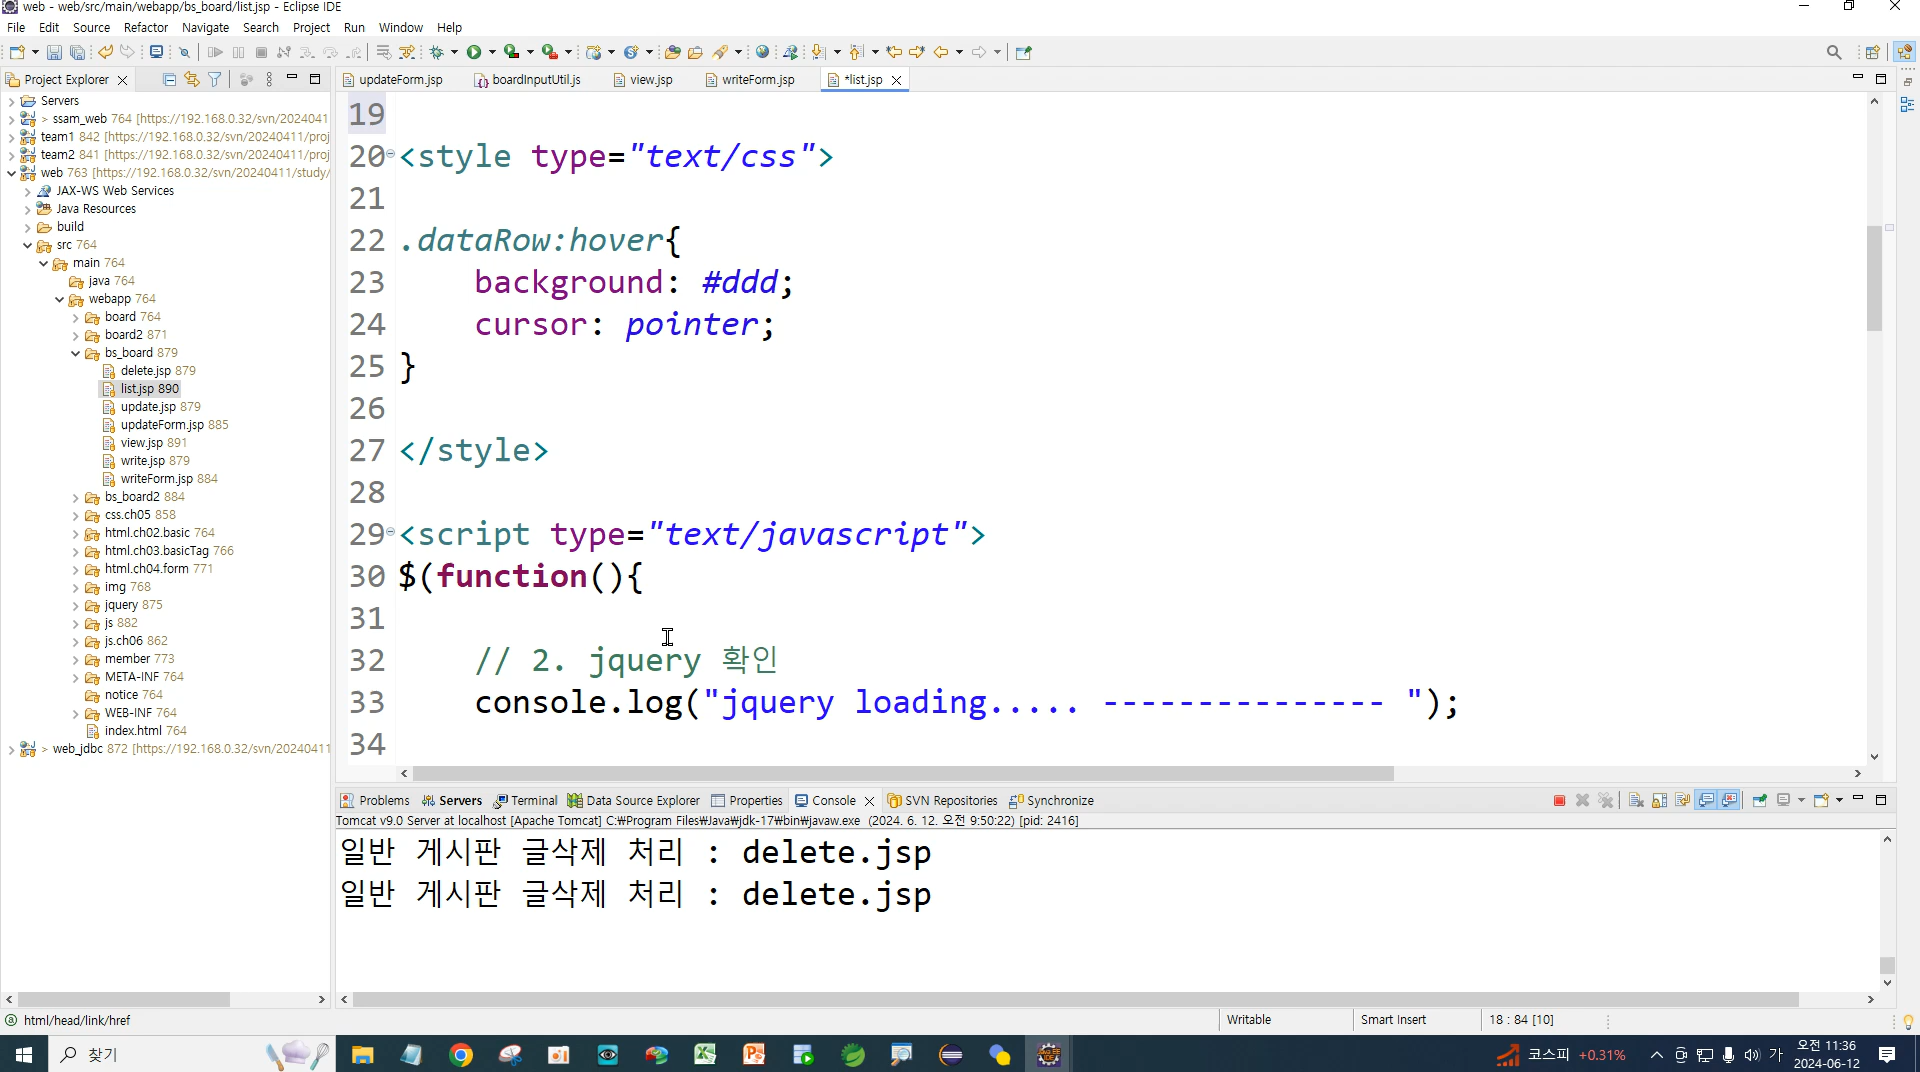 web - web/src/main/webapp/bs_board/list.jsp - Eclipse IDE
File Edit Source Refactor Navigate Search Project Run Window Help
Project Explorer
updateForm.jsp boardInputUtil.js view.jsp writeForm.jsp *list.jsp
Servers
> ssam_web 764 [https://192.168.0.32/svn/2024041
team1 842 [https://192.168.0.32/svn/20240411/proj
team2 841 [https://192.168.0.32/svn/20240411/proj
web 763 [https://192.168.0.32/svn/20240411/study/
JAX-WS Web Services
Java Resources
build
src 764
main 764
java 764
webapp 764
board 764
board2 871
bs_board 879
delete.jsp 879
list.jsp 890
update.jsp 879
updateForm.jsp 885
view.jsp 891
write.jsp 879
writeForm.jsp 884
bs_board2 884
css.ch05 858
html.ch02.basic 764
html.ch03.basicTag 766
html.ch04.form 771
img 768
jquery 875
js 882
js.ch06 862
member 773
META-INF 764
notice 764
WEB-INF 764
index.html 764
> web_jdbc 872 [https://192.168.0.32/svn/20240411
19
20 <style type="text/css">
21
22 .dataRow:hover{
23 background: #ddd;
24 cursor: pointer;
25 }
26
27 </style>
28
29 <script type="text/javascript">
30 $(function(){
31
32 // 2. jquery 확인
33 console.log("jquery loading..... --------------- ");
34
Problems Servers Terminal Data Source Explorer Properties Console SVN Repositories Synchronize
Tomcat v9.0 Server at localhost [Apache Tomcat] C:₩Program Files₩Java₩jdk-17₩bin₩javaw.exe (2024. 6. 12. 오전 9:50:22) [pid: 2416]
일반 게시판 글삭제 처리 : delete.jsp
일반 게시판 글삭제 처리 : delete.jsp
html/head/link/href
Writable Smart Insert 18 : 84 [10]
찾기
코스피 +0.31%
가
오전 11:36
2024-06-12